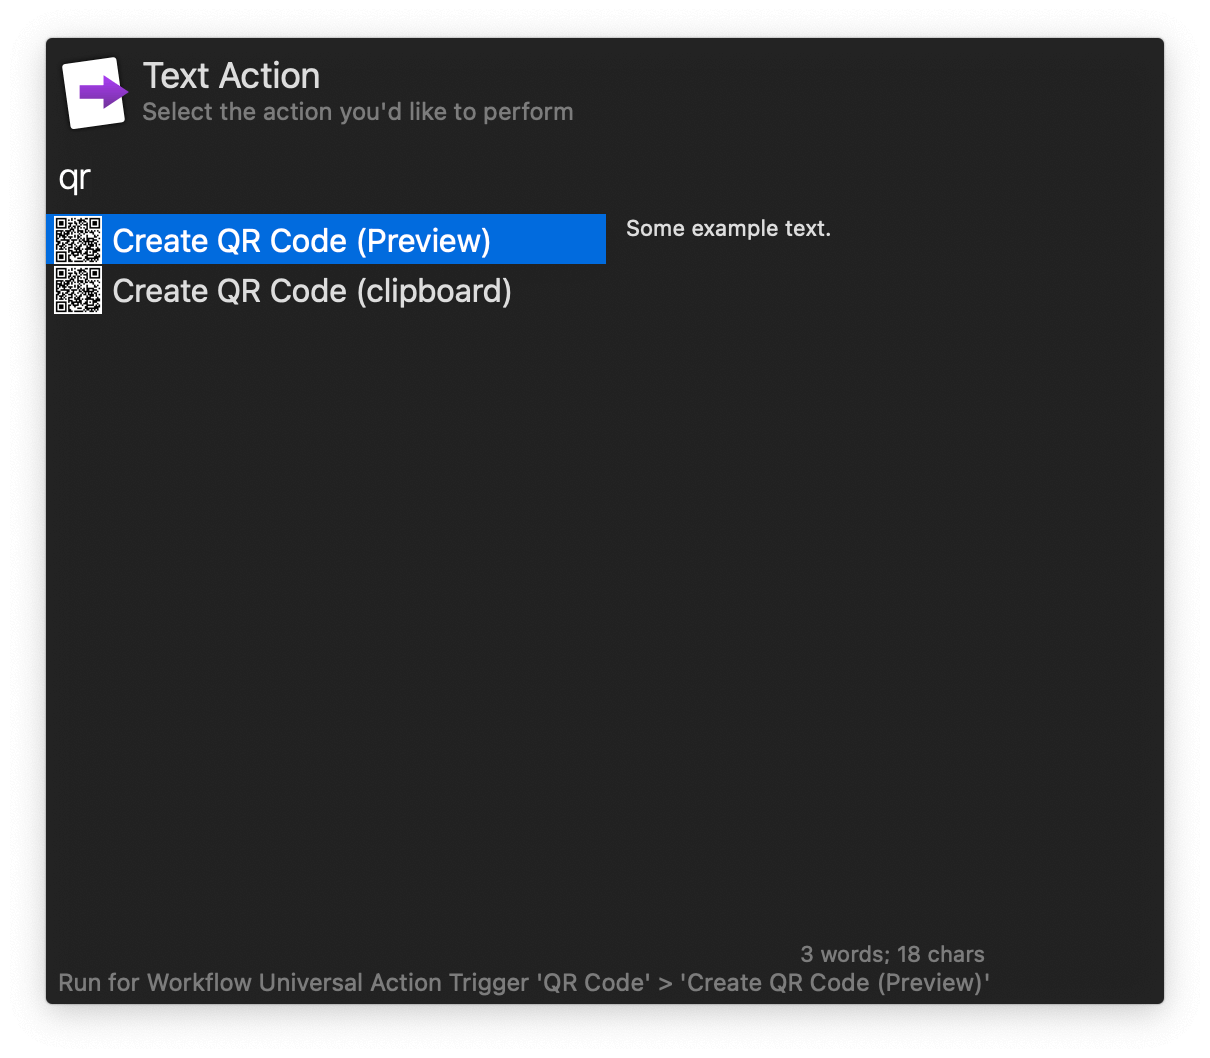 Text Action
Select the action you'd like to perform
qr
Create QR Code (Preview)
Some example text.
Create QR Code (clipboard)
3 words; 18 chars
Run for Workflow Universal Action Trigger 'QR Code' > 'Create QR Code (Preview)'